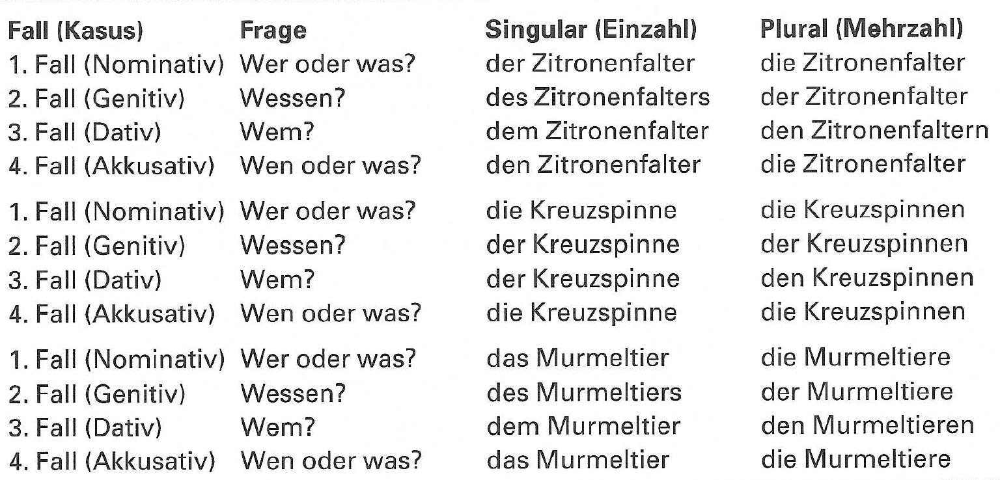 Fall (Kasus) Frage Singular (Einzahl) Plural (Mehrzahl)
1. Fall (Nominativ) Wer oder was? der Zitronenfalter die Zitronenfalter
2. Fall (Genitiv) Wessen? des Zitronenfalters der Zitronenfalter
3. Fall (Dativ) Wem? dem Zitronenfalter den Zitronenfaltern
4. Fall (Akkusativ) Wen oder was? den Zitronenfalter die Zitronenfalter
1. Fall (Nominativ) Wer oder was? die Kreuzspinne die Kreuzspinnen
2. Fall (Genitiv) Wessen? der Kreuzspinne der Kreuzspinnen
3. Fall (Dativ) Wem? der Kreuzspinne den Kreuzspinnen
4. Fall (Akkusativ) Wen oder was? die Kreuzspinne die Kreuzspinnen
1. Fall (Nominativ) Wer oder was? das Murmeltier die Murmeltiere
2. Fall (Genitiv) Wessen? des Murmeltiers der Murmeltiere
3. Fall (Dativ) Wem? dem Murmeltier den Murmeltieren
4. Fall (Akkusativ) Wen oder was? das Murmeltier die Murmeltiere